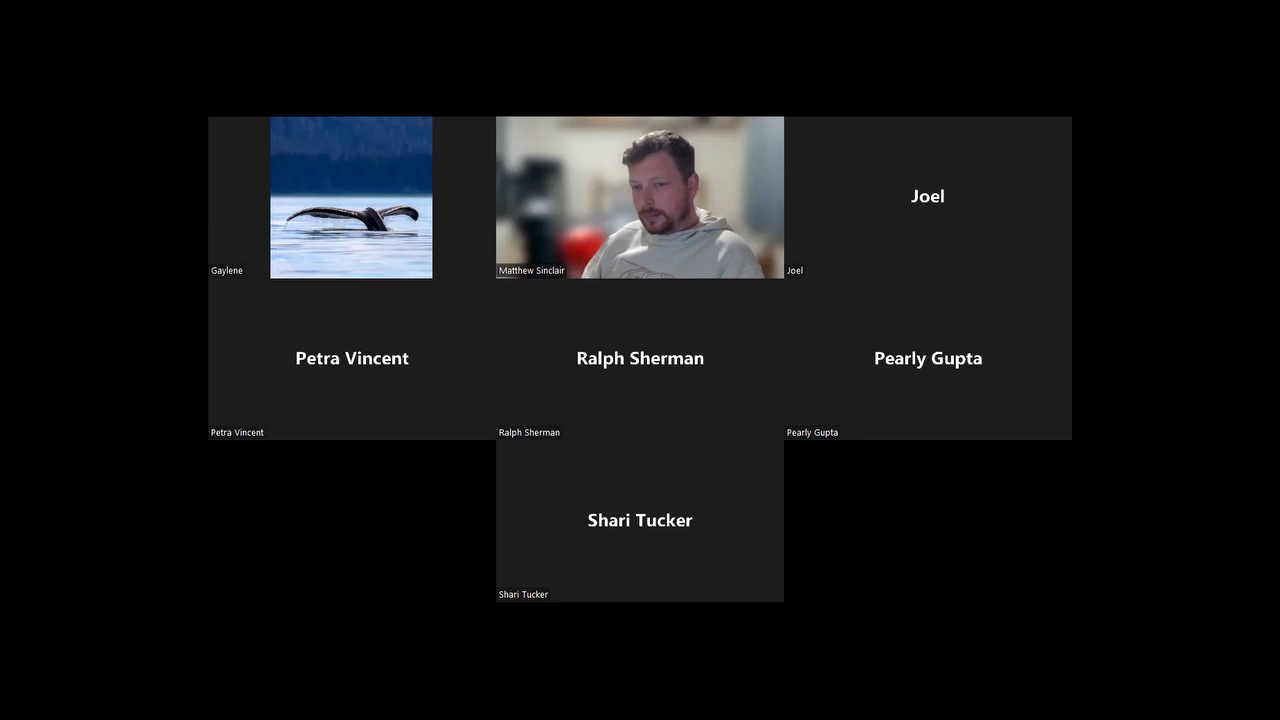 Joel
Gaylene
Matthew Sinclair
Joel
Petra Vincent
Ralph Sherman
Pearly Gupta
Petra Vincent
Ralph Sherman
Pearly Gupta
Shari Tucker
Shari Tucker